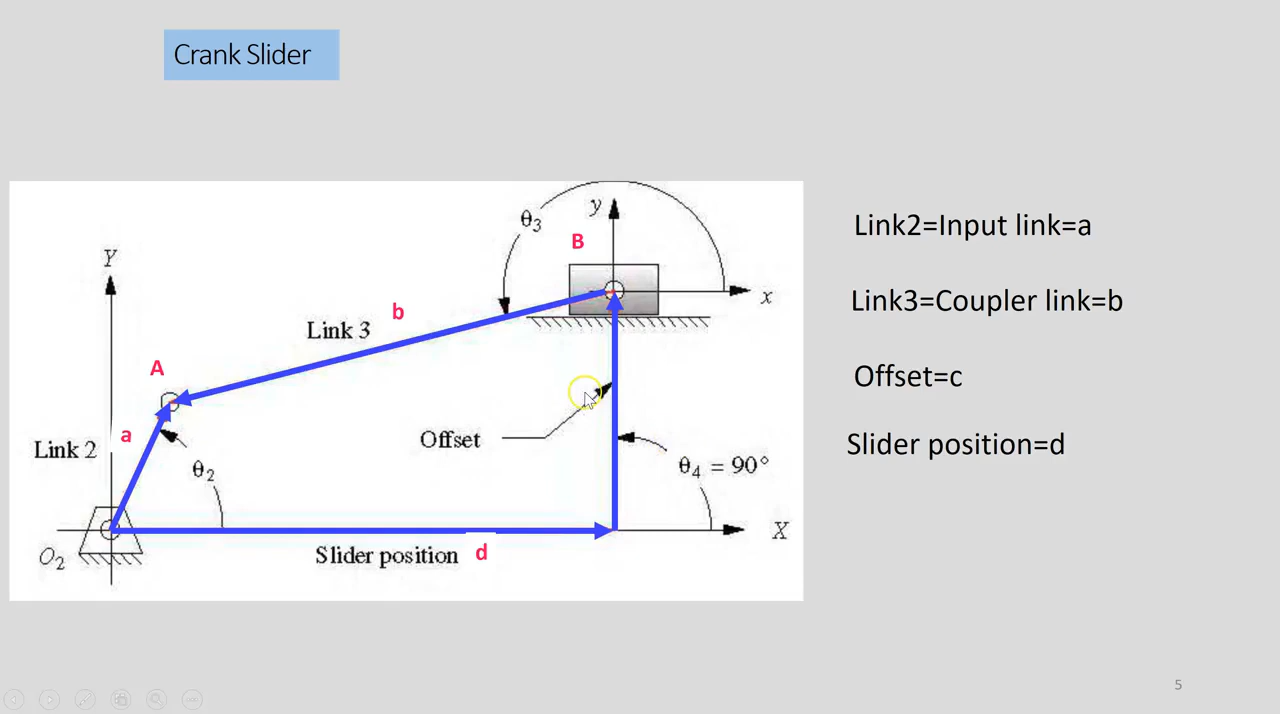 Crank Slider
θ3
y
B
x
Y
b
Link 3
A
a
Link 2
θ2
Offset
θ4 = 90°
X
O2
Slider position
d
Link2=Input link=a
Link3=Coupler link=b
Offset=c
Slider position=d
5